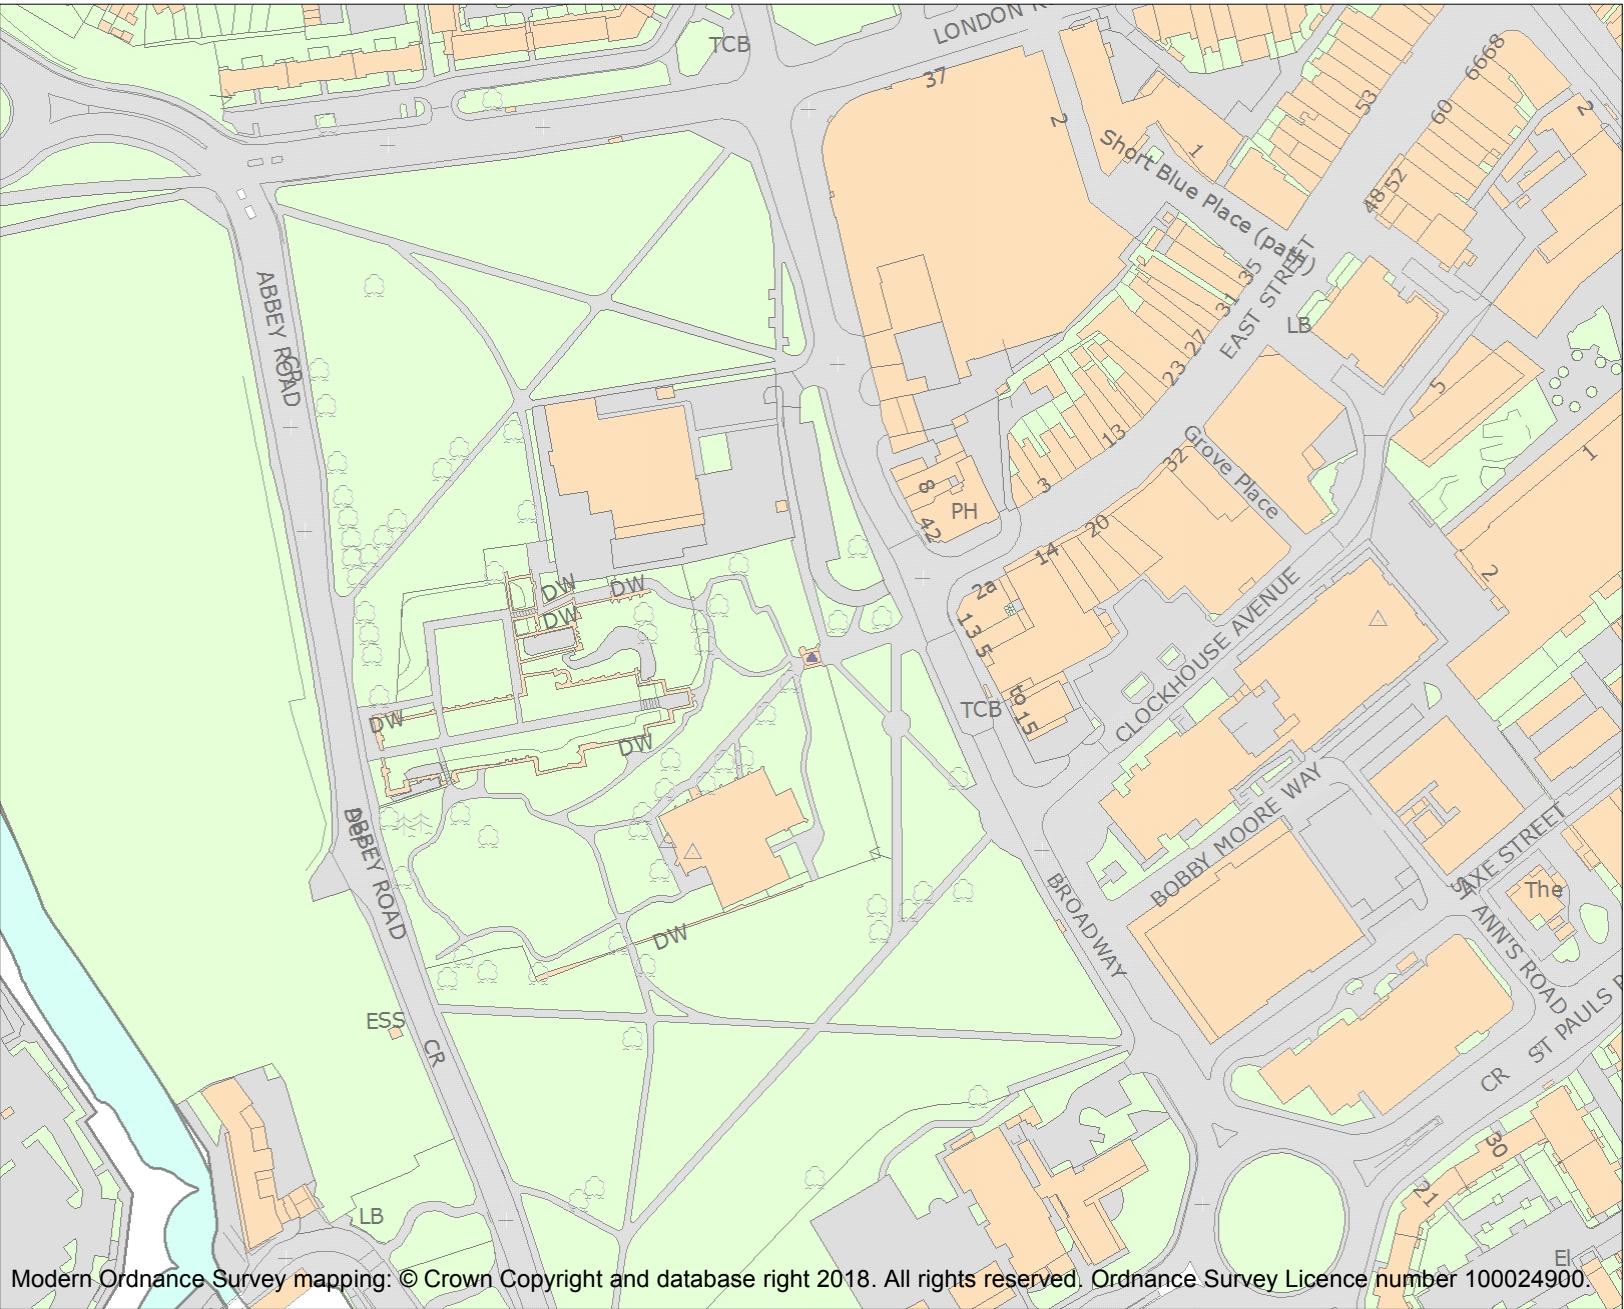 TCB
LONDON
37
2
Short Blue Place (path)
1
53
6668
60
2
52
48
35
31
EAST STREET
LB
27
23
13
3
5
1
ABBEY ROAD
CR
8
PH
42
32
Grove Place
20
14
2a
2
13
5
to 15
TCB
CLOCKHOUSE AVENUE
DW
DW
DW
DW
DW
ABBEY ROAD
BOBBY MOORE WAY
AXE STREET
ST ANN'S ROAD
The
BROADWAY
DW
ESS
CR
ST PAULS
CR
30
21
LB
El
Modern Ordnance Survey mapping: © Crown Copyright and database right 2018. All rights reserved. Ordnance Survey Licence number 100024900.